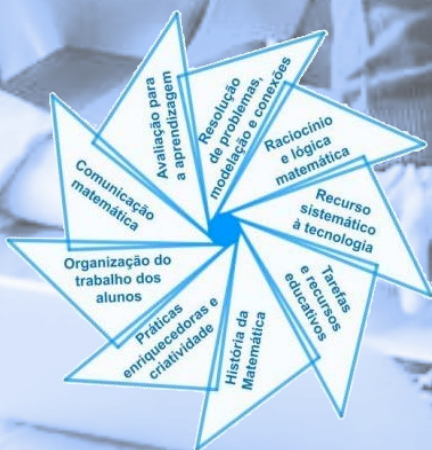 Resolução
de problemas,
modelação e conexões
Raciocínio
e lógica
matemática
Recurso
sistemático
à tecnologia
Tarefas
e recursos
educativos
História da
Matemática
Práticas
enriquecedoras e
criatividade
Organização do
trabalho dos
alunos
Comunicação
matemática
Avaliação para
a aprendizagem